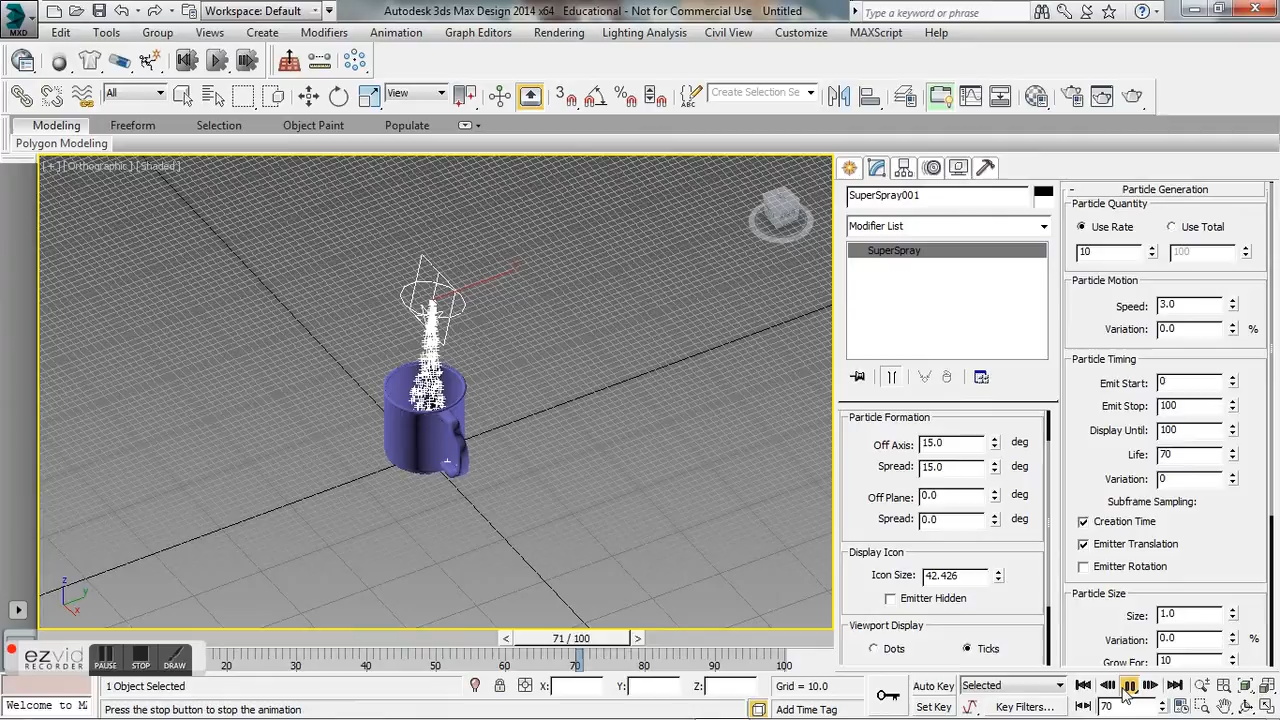 MXD
Workspace: Default
Autodesk 3ds Max Design 2014 x64 Educational - Not for Commercial Use Untitled
Type a keyword or phrase
Edit Tools Group Views Create Modifiers Animation Graph Editors Rendering Lighting Analysis Civil View Customize MAXScript Help
All
View
3
%
ABC
Create Selection Se
Modeling Freeform Selection Object Paint Populate
Polygon Modeling
[ + ] [ Orthographic ] [ Shaded ]
SuperSpray001
Modifier List
SuperSpray
Particle Formation
Off Axis: 15.0 deg
Spread: 15.0 deg
Off Plane: 0.0 deg
Spread: 0.0 deg
Display Icon
Icon Size: 42.426
Emitter Hidden
Viewport Display
Dots Ticks
- Particle Generation
Particle Quantity
Use Rate Use Total
10 100
Particle Motion
Speed: 3.0
Variation: 0.0 %
Particle Timing
Emit Start: 0
Emit Stop: 100
Display Until: 100
Life: 70
Variation: 0
Subframe Sampling:
Creation Time
Emitter Translation
Emitter Rotation
Particle Size
Size: 1.0
Variation: 0.0 %
Grow For: 10
z
y
x
< 71 / 100 >
ezvid
RECORDER
PAUSE STOP DRAW
20 30 40 50 60 70 80 90 100
1 Object Selected
X: Y: Z:
Grid = 10.0
Auto Key Selected
Welcome to M
Press the stop button to stop the animation
Add Time Tag
Set Key Key Filters...
70